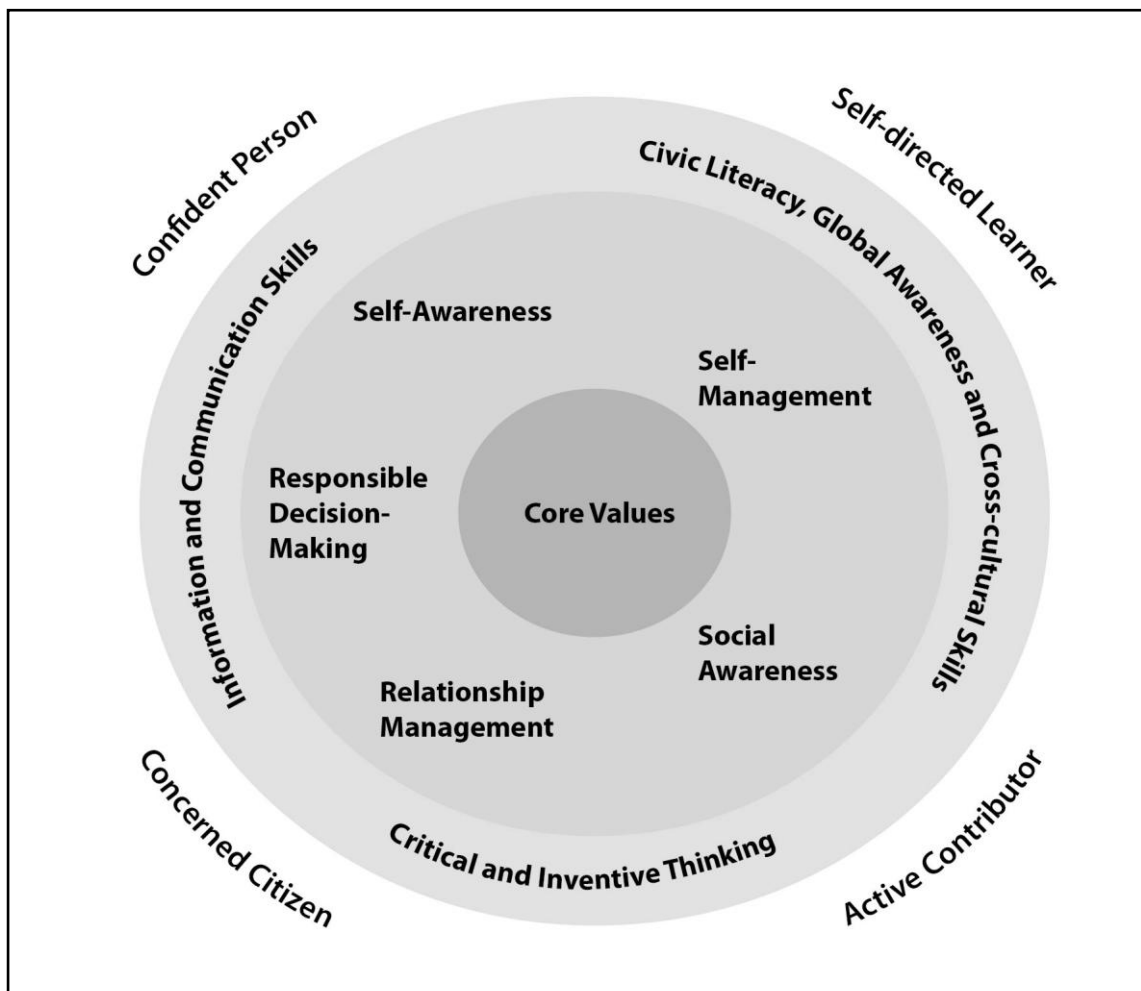 Confident Person
Self-directed Learner
Civic Literacy, Global Awareness and Cross-cultural Skills
Information and Communication Skills
Self-Awareness
Self-
Management
Responsible
Decision-
Making
Core Values
Social
Awareness
Relationship
Management
Critical and Inventive Thinking
Concerned Citizen
Active Contributor